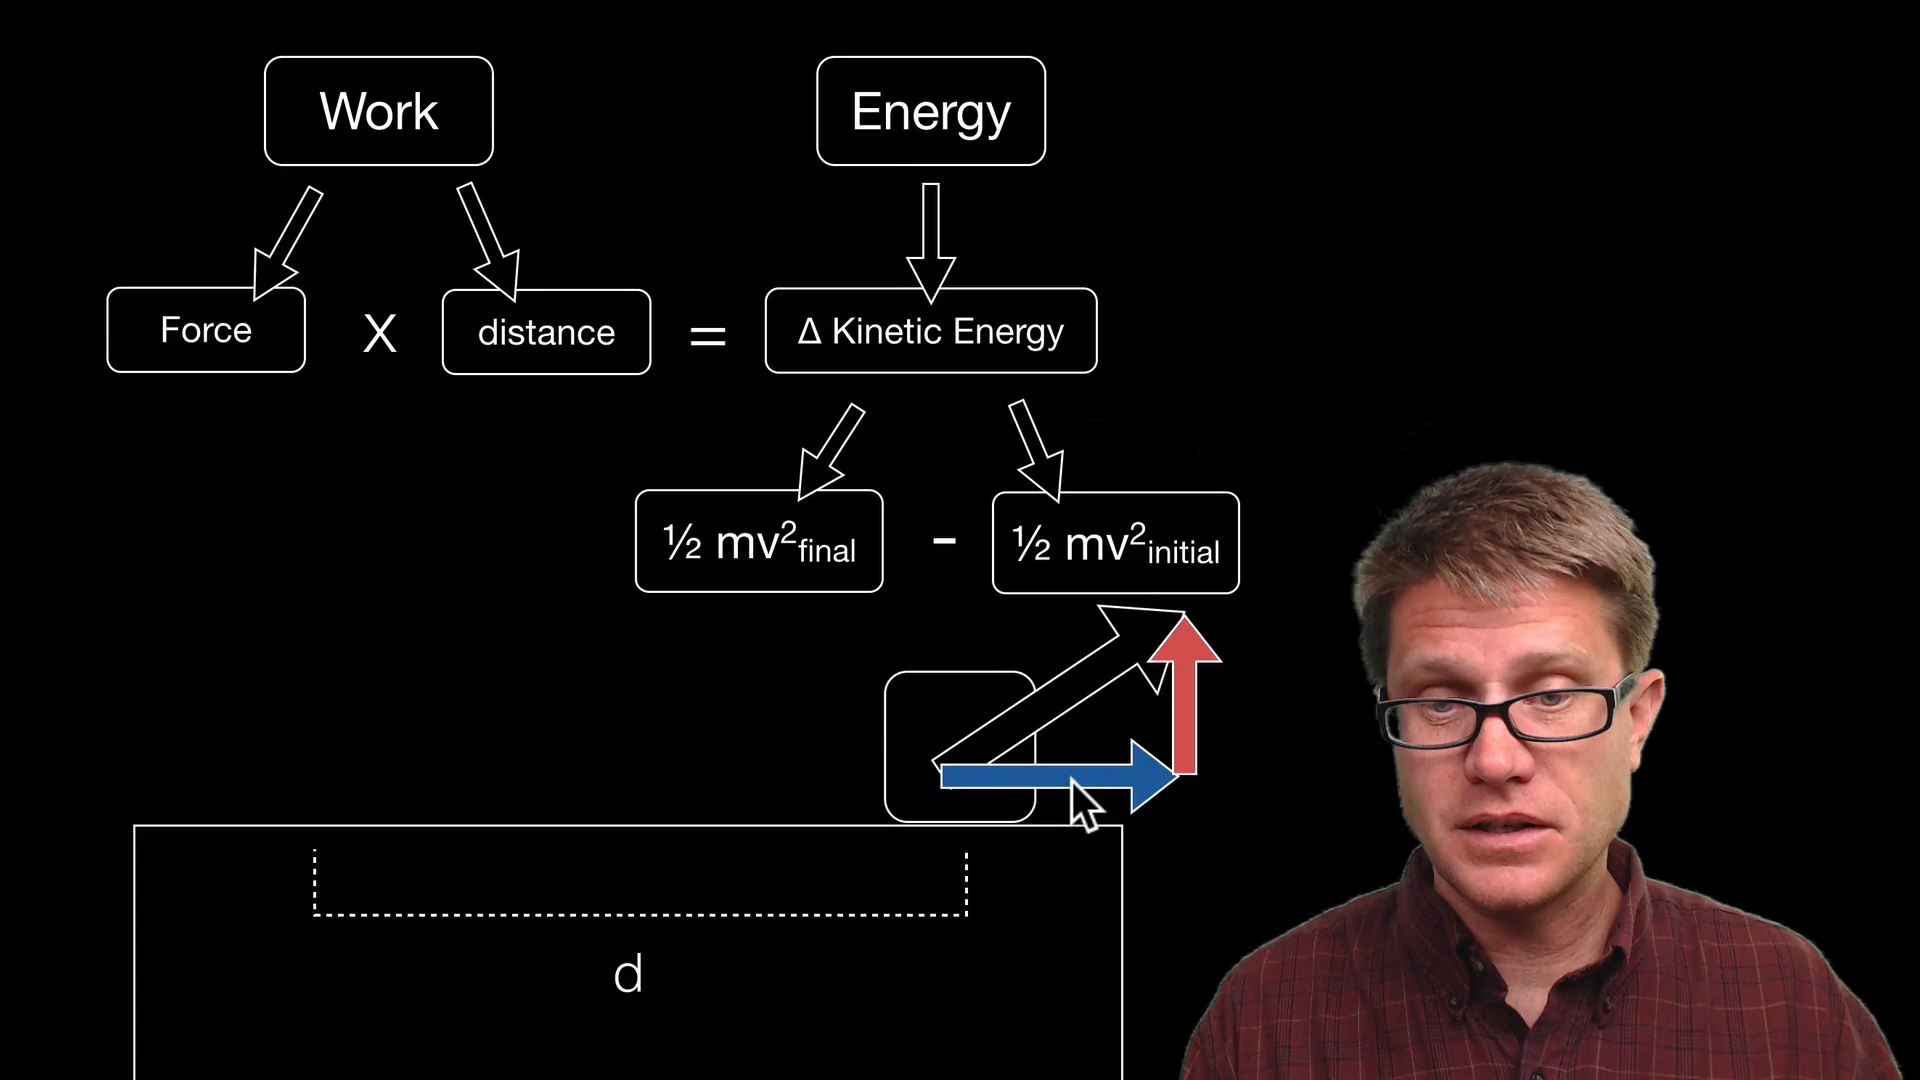 Work
Energy
Force X distance = Δ Kinetic Energy
½ mv²final - ½ mv²initial
d